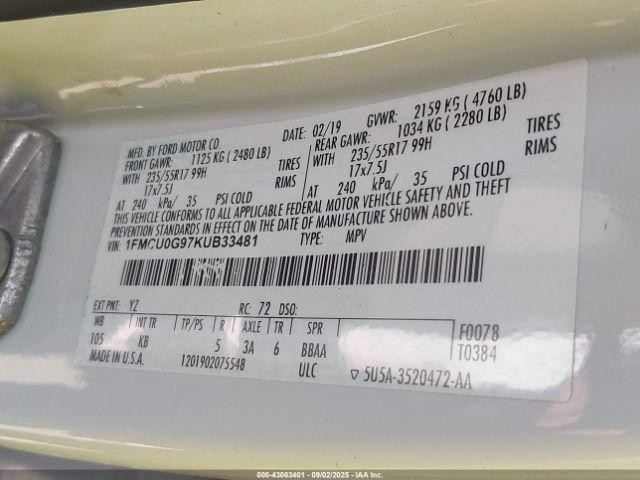 MFD. BY FORD MOTOR CO.
DATE: 02/19 GVWR: 2159 KG ( 4760 LB)
FRONT GAWR: 1125 KG ( 2480 LB) REAR GAWR: 1034 KG ( 2280 LB)
WITH 235/55R17 99H TIRES WITH 235/55R17 99H TIRES
17x7.5J RIMS 17x7.5J RIMS
AT 240 kPa/ 35 PSI COLD AT 240 kPa/ 35 PSI COLD
THIS VEHICLE CONFORMS TO ALL APPLICABLE FEDERAL MOTOR VEHICLE SAFETY AND THEFT
PREVENTION STANDARDS IN EFFECT ON THE DATE OF MANUFACTURE SHOWN ABOVE.
VIN: 1FMCU0G97KUB33481 TYPE: MPV
EXT PNT: YZ RC: 72 DSO:
WB INT TR TP/PS R AXLE TR SPR F0078
105 KB 5 3A 6 BBAA T0384
MADE IN U.S.A. 1201902075548 ULC ▽ 5U5A-3520472-AA
000-43063401 - 09/02/2025 - IAAI.COM